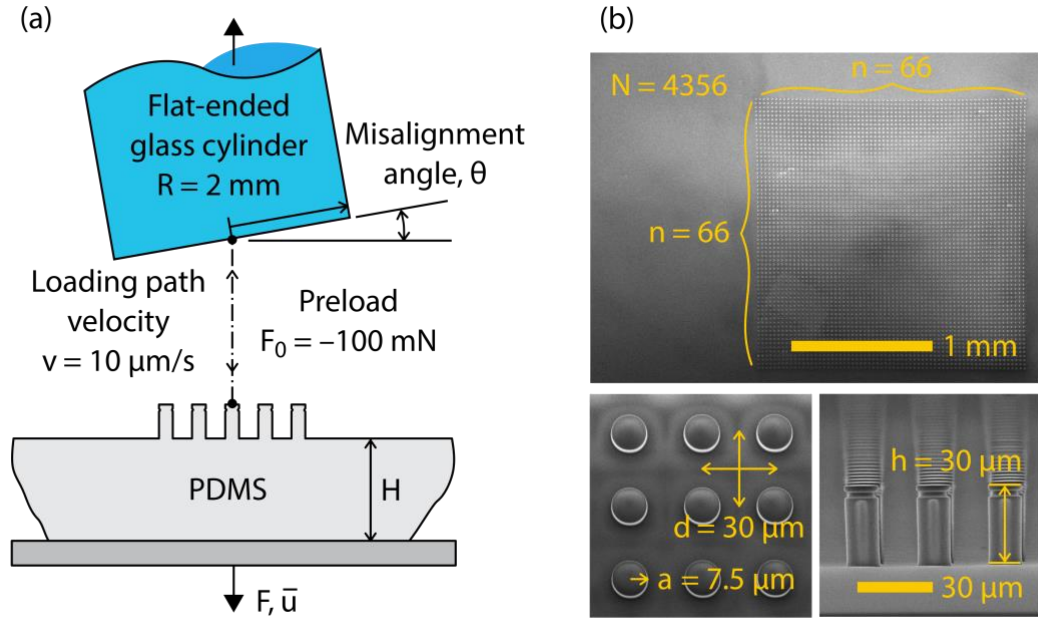 (a)
Flat-ended
glass cylinder
R = 2 mm
Misalignment
angle, θ
Loading path
velocity
v = 10 μm/s
Preload
F₀ = –100 mN
PDMS
H
F, ū
(b)
N = 4356
n = 66
n = 66
1 mm
d = 30 μm
a = 7.5 μm
h = 30 μm
30 μm